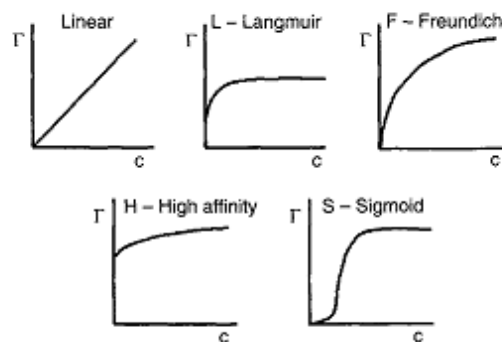 Linear
Γ
c
L – Langmuir
Γ
c
F ~ Freundich
Γ
c
H – High affinity
Γ
c
S – Sigmoid
Γ
c